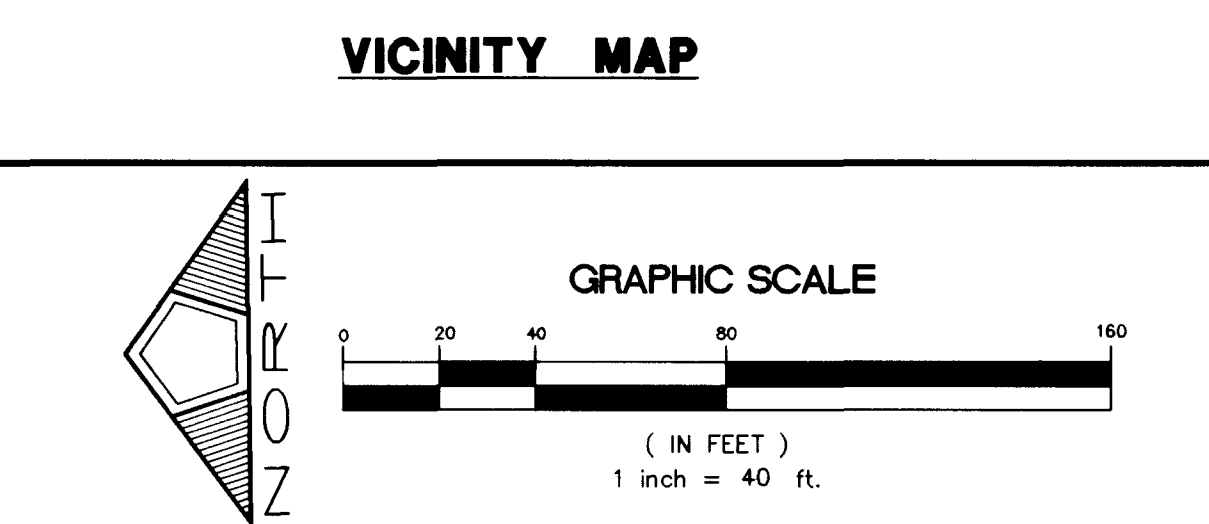 VICINITY MAP
NORTH
GRAPHIC SCALE
0 20 40 80 160
( IN FEET )
1 inch = 40 ft.